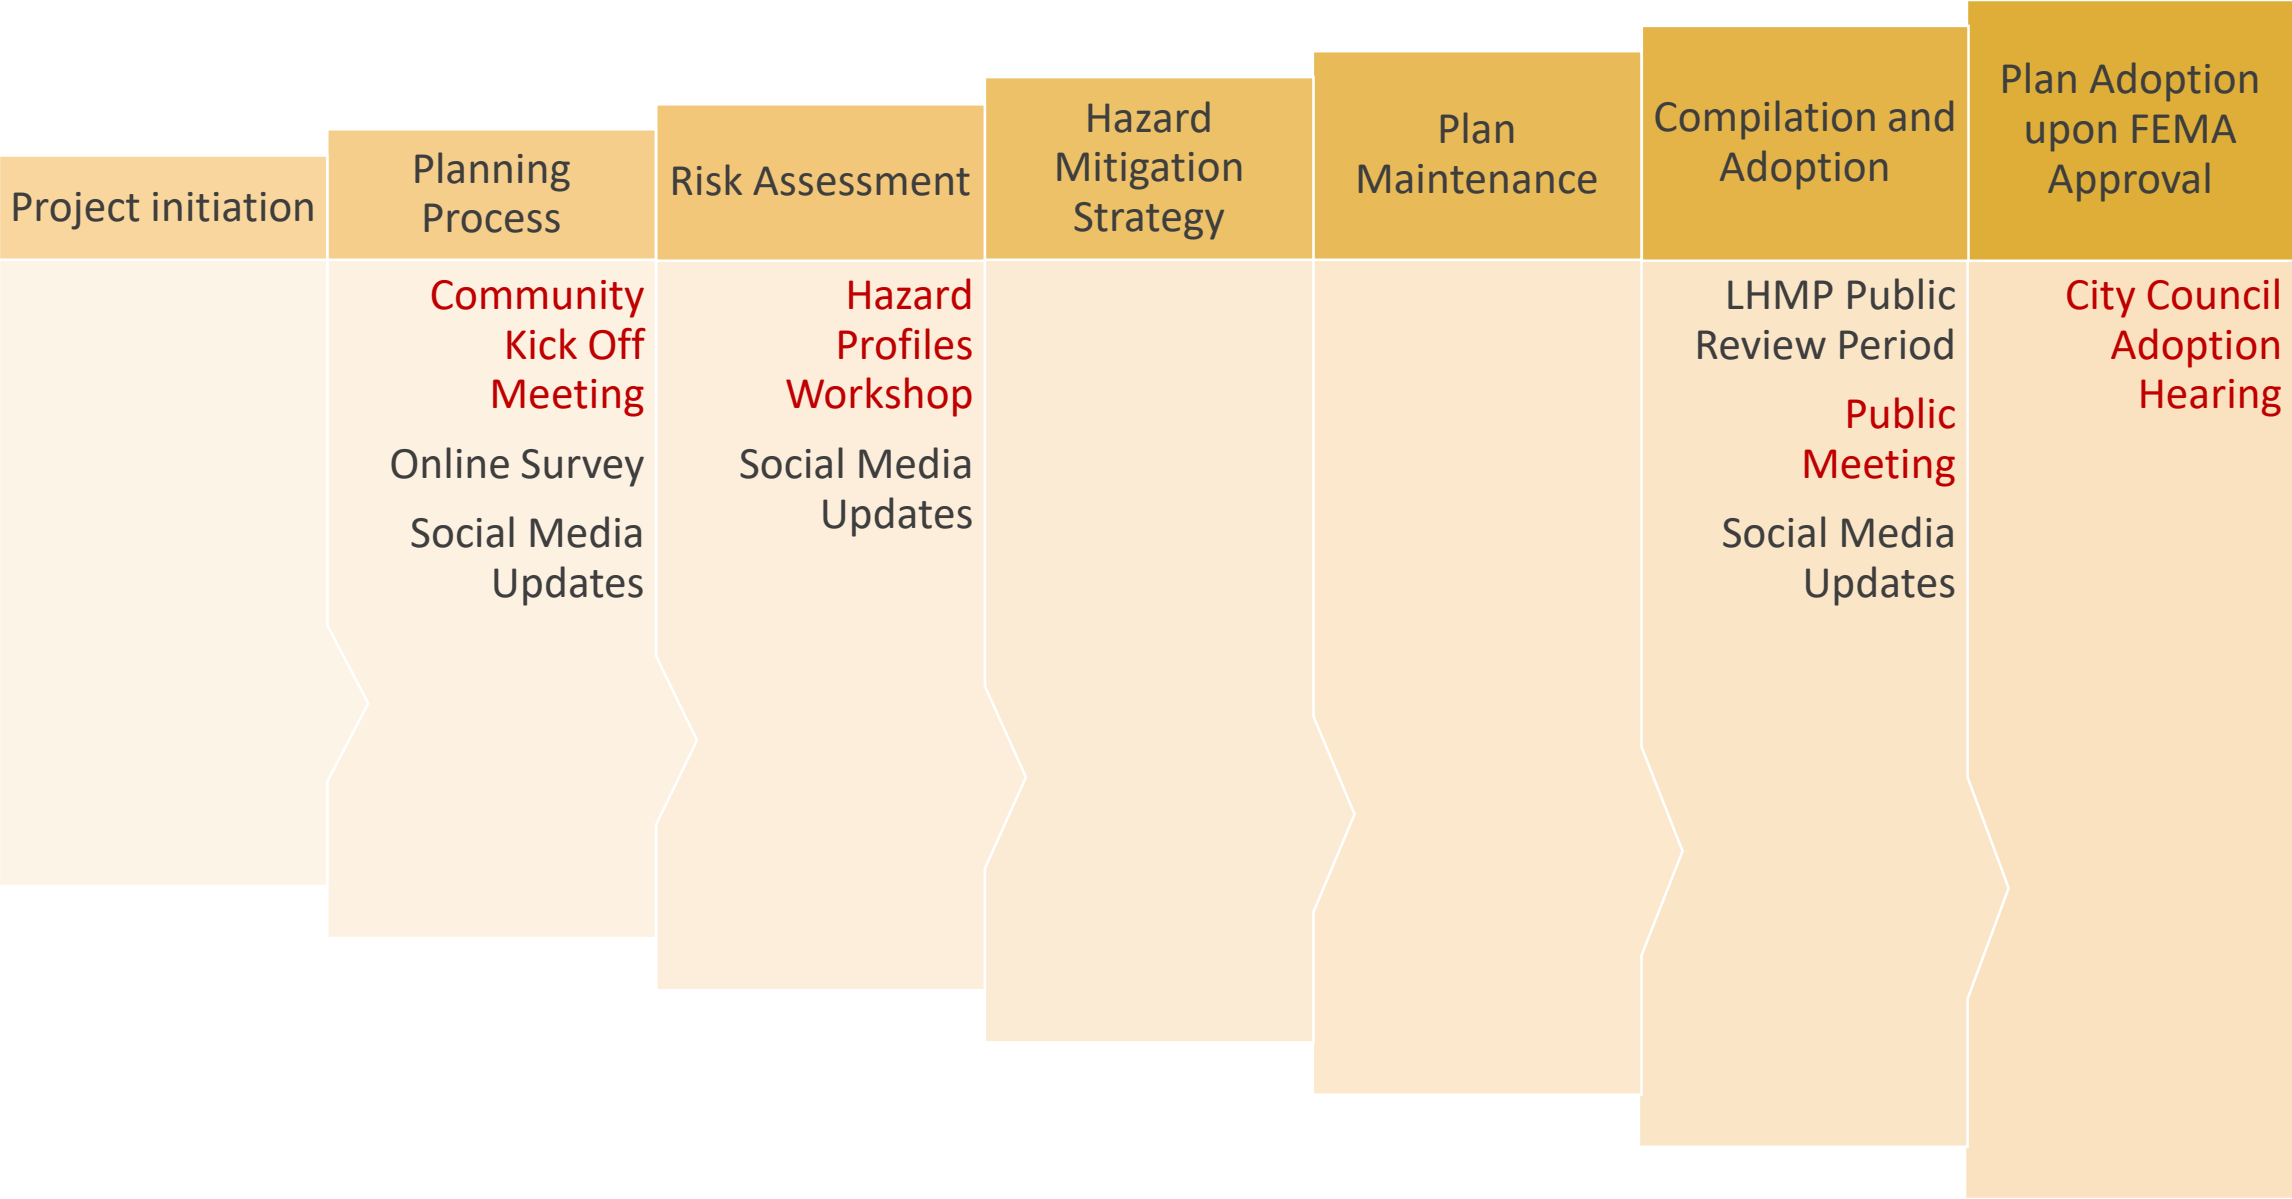 Project initiation
Planning
Process
Community
Kick Off
Meeting
Online Survey
Social Media
Updates
Risk Assessment
Hazard
Profiles
Workshop
Social Media
Updates
Hazard
Mitigation
Strategy
Plan
Maintenance
Compilation and
Adoption
LHMP Public
Review Period
Public
Meeting
Social Media
Updates
Plan Adoption
upon FEMA
Approval
City Council
Adoption
Hearing